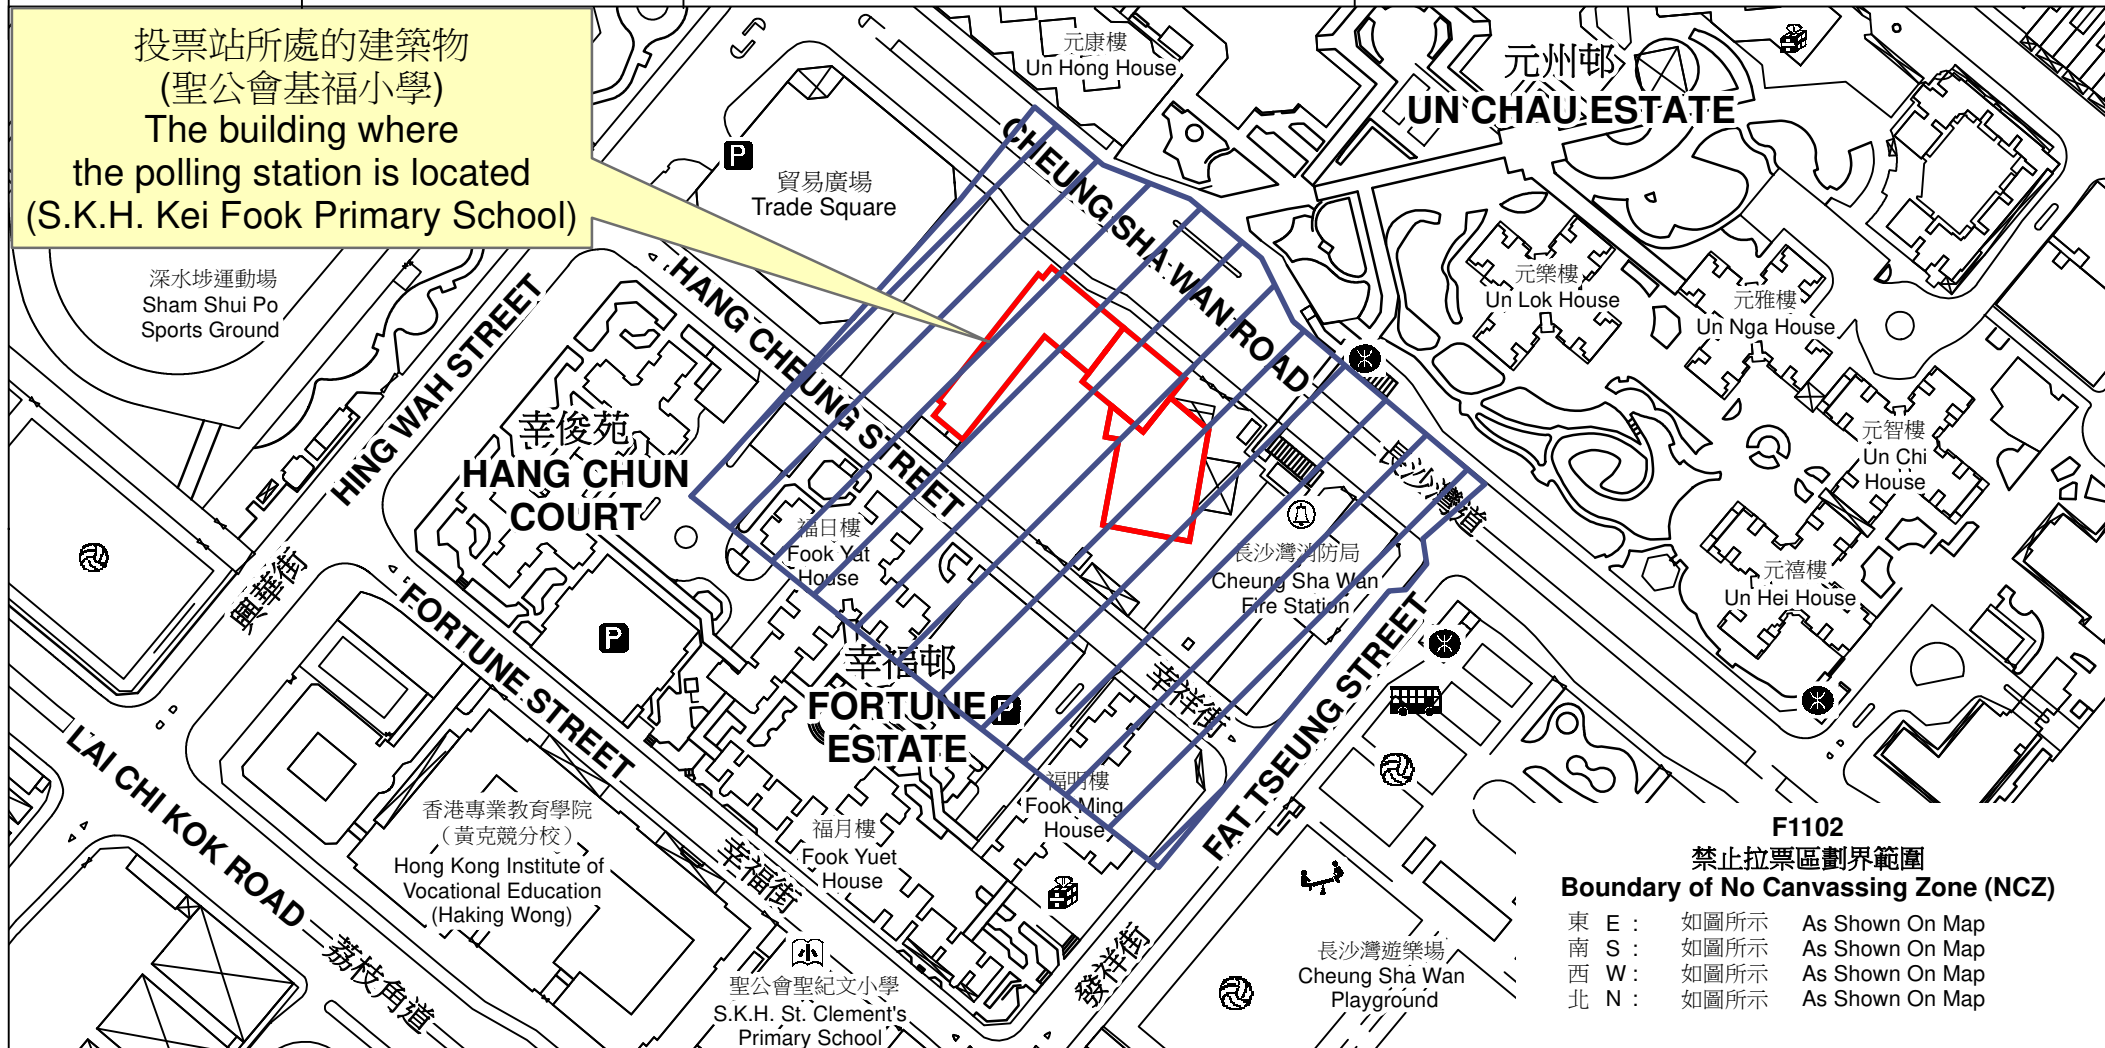 投票站所處的建築物
(聖公會基福小學)
The building where
the polling station is located
(S.K.H. Kei Fook Primary School)
元康樓
Un Hong House
元州邨
UN CHAU ESTATE
CHEUNG SHA WAN ROAD
P
貿易廣場
Trade Square
深水埗運動場
Sham Shui Po
Sports Ground
HING WAH STREET
HANG CHEUNG STREET
元樂樓
Un Lok House
元雅樓
Un Nga House
元智樓
Un Chi
House
幸俊苑
HANG CHUN
COURT
長沙灣道
福日樓
Fook Yat
House
長沙灣消防局
Cheung Sha Wan
Fire Station
元禧樓
Un Hei House
興華街
FORTUNE STREET
P
幸福邨
FORTUNE
ESTATE
P
幸祥街
FAT TSEUNG STREET
LAI CHI KOK ROAD
荔枝角道
香港專業教育學院
(黃克競分校)
Hong Kong Institute of
Vocational Education
(Haking Wong)
幸福街
福月樓
Fook Yuet
House
福明樓
Fook Ming
House
小
聖公會聖紀文小學
S.K.H. St. Clement's
Primary School
發祥街
長沙灣遊樂場
Cheung Sha Wan
Playground
F1102
禁止拉票區劃界範圍
Boundary of No Canvassing Zone (NCZ)
東 E : 如圖所示 As Shown On Map
南 S : 如圖所示 As Shown On Map
西 W : 如圖所示 As Shown On Map
北 N : 如圖所示 As Shown On Map